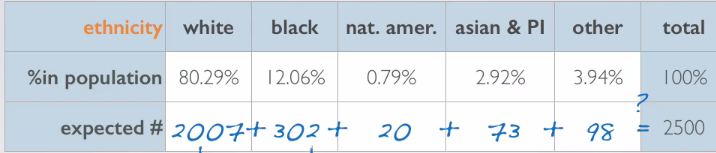 ethnicity white black nat. amer. asian & PI other total
%in population 80.29% 12.06% 0.79% 2.92% 3.94% 100%
?
expected # 2007 + 302 + 20 + 73 + 98 = 2500